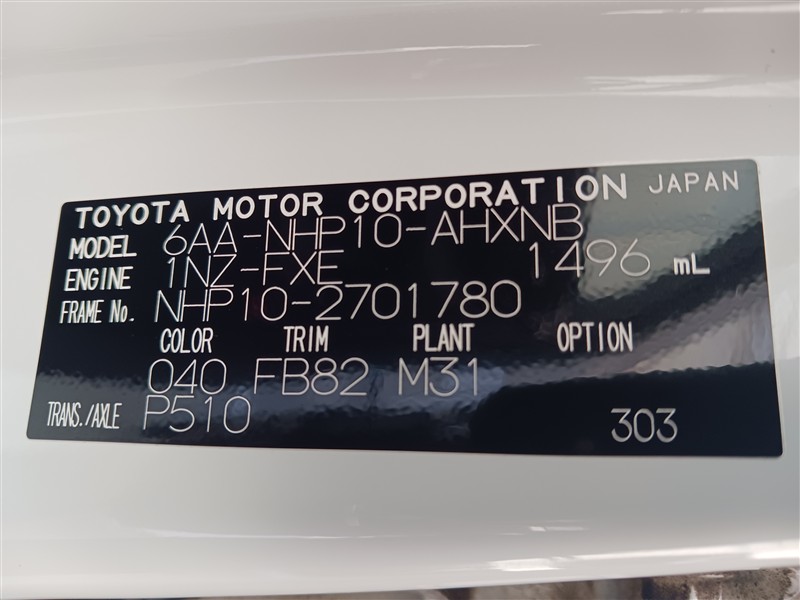 TOYOTA MOTOR CORPORATION JAPAN
MODEL 6AA-NHP10-AHXNB
ENGINE 1NZ-FXE 1496 mL
FRAME No. NHP10-2701780
COLOR TRIM PLANT OPTION
040 FB82 M31
TRANS./AXLE P510 303